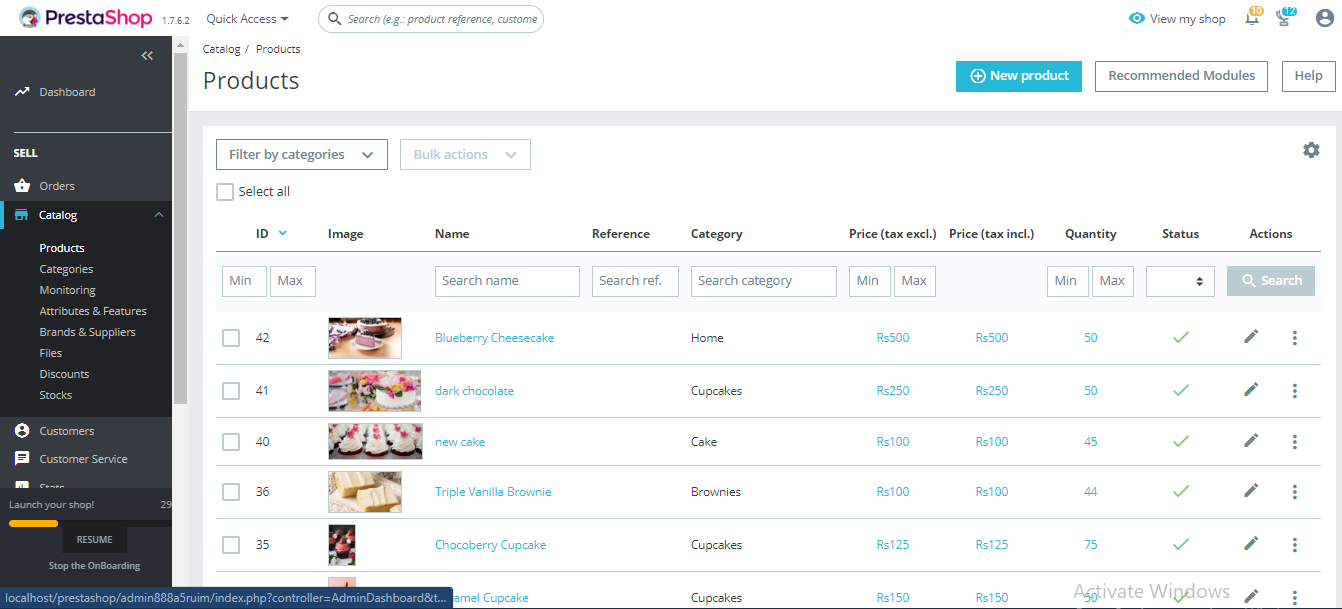 PrestaShop 1.7.6.2 Quick Access Search (e.g.: product reference, custome View my shop 10 12
Catalog / Products
Products
New product Recommended Modules Help
Dashboard
SELL
Orders
Catalog
Products
Categories
Monitoring
Attributes & Features
Brands & Suppliers
Files
Discounts
Stocks
Customers
Customer Service
Stats
Launch your shop! 29
RESUME
Stop the OnBoarding
Filter by categories Bulk actions
Select all
ID Image Name Reference Category Price (tax excl.) Price (tax incl.) Quantity Status Actions
Min Max Search name Search ref. Search category Min Max Min Max Search
42 Blueberry Cheesecake Home Rs500 Rs500 50
41 dark chocolate Cupcakes Rs250 Rs250 50
40 new cake Cake Rs100 Rs100 45
36 Triple Vanilla Brownie Brownies Rs100 Rs100 44
35 Chocoberry Cupcake Cupcakes Rs125 Rs125 75
Cupcake Cupcakes Rs150 Rs150 50
Activate Windows
localhost/prestashop/admin888a5ruim/index.php?controller=AdminDashboard&t...